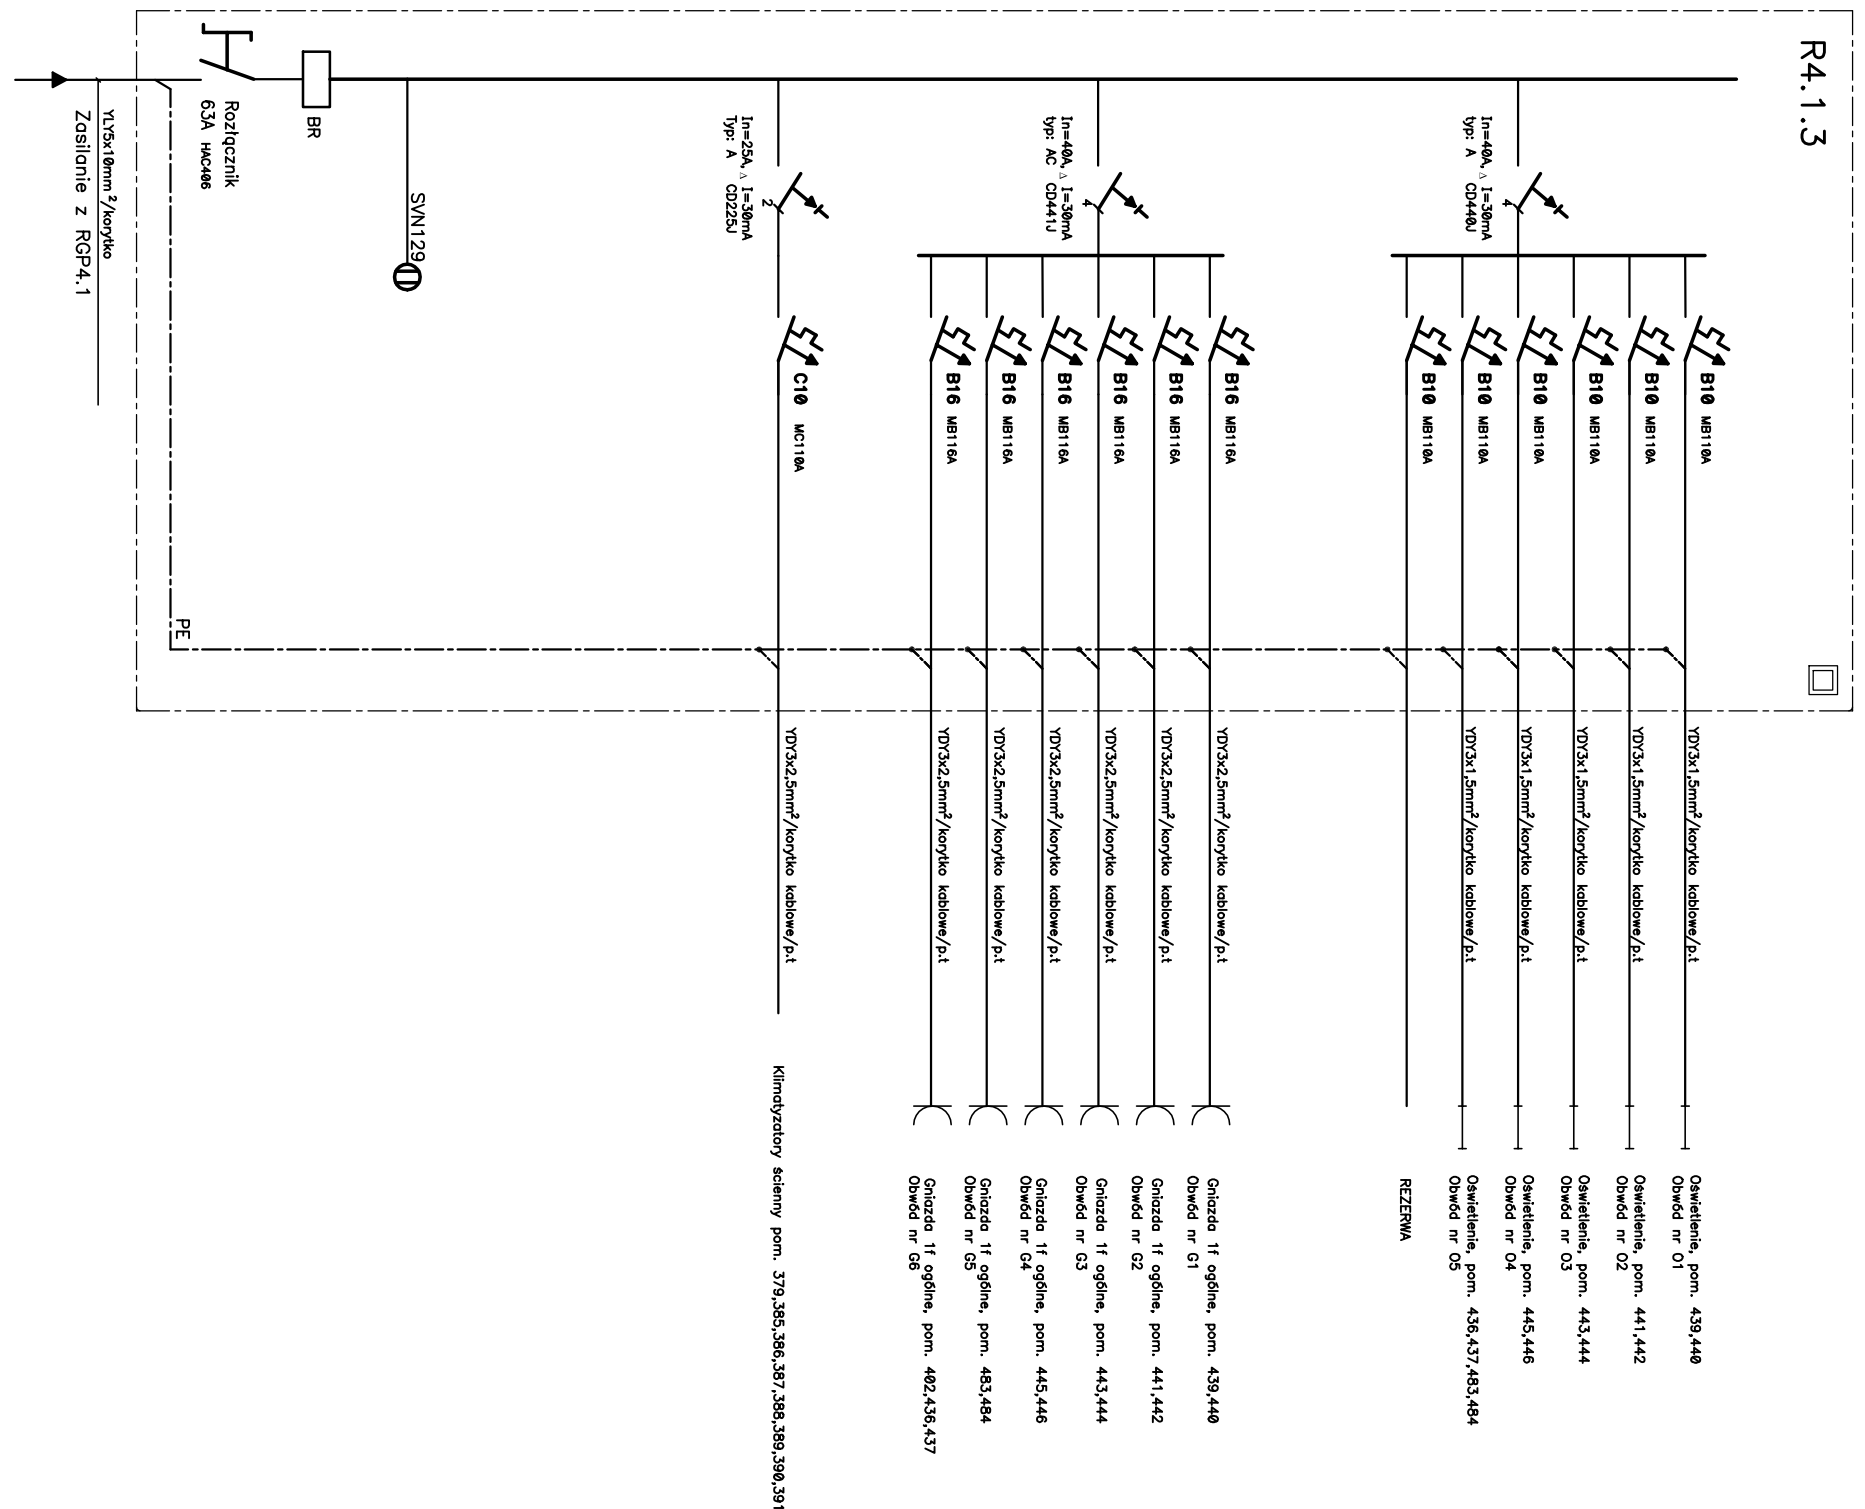 R4.1.3
In=40A, Δ I=30mA
typ: A CD440J
4
B10 MB110A
B10 MB110A
B10 MB110A
B10 MB110A
B10 MB110A
B10 MB110A
YDY3x1,5mm²/korytko kablowe/p.t
YDY3x1,5mm²/korytko kablowe/p.t
YDY3x1,5mm²/korytko kablowe/p.t
YDY3x1,5mm²/korytko kablowe/p.t
YDY3x1,5mm²/korytko kablowe/p.t
Oświetlenie, pom. 439,440
Obwód nr O1
Oświetlenie, pom. 441,442
Obwód nr O2
Oświetlenie, pom. 443,444
Obwód nr O3
Oświetlenie, pom. 445,446
Obwód nr O4
Oświetlenie, pom. 436,437,483,484
Obwód nr O5
REZERWA
In=40A, Δ I=30mA
typ: AC CD441J
4
B16 MB116A
B16 MB116A
B16 MB116A
B16 MB116A
B16 MB116A
B16 MB116A
YDY3x2,5mm²/korytko kablowe/p.t
YDY3x2,5mm²/korytko kablowe/p.t
YDY3x2,5mm²/korytko kablowe/p.t
YDY3x2,5mm²/korytko kablowe/p.t
YDY3x2,5mm²/korytko kablowe/p.t
YDY3x2,5mm²/korytko kablowe/p.t
Gniazda 1f ogólne, pom. 439,440
Obwód nr G1
Gniazda 1f ogólne, pom. 441,442
Obwód nr G2
Gniazda 1f ogólne, pom. 443,444
Obwód nr G3
Gniazda 1f ogólne, pom. 445,446
Obwód nr G4
Gniazda 1f ogólne, pom. 483,484
Obwód nr G5
Gniazda 1f ogólne, pom. 402,436,437
Obwód nr G6
In=25A, Δ I=30mA
Typ: A CD225J
2
C10 MC110A
YDY3x2,5mm²/korytko kablowe/p.t
Klimatyzatory ścienny pom. 379,385,386,387,388,389,390,391
SVN129
BR
Rozłącznik
63A HAC406
PE
YLY5x10mm²/korytko
Zasilanie z RGP4.1